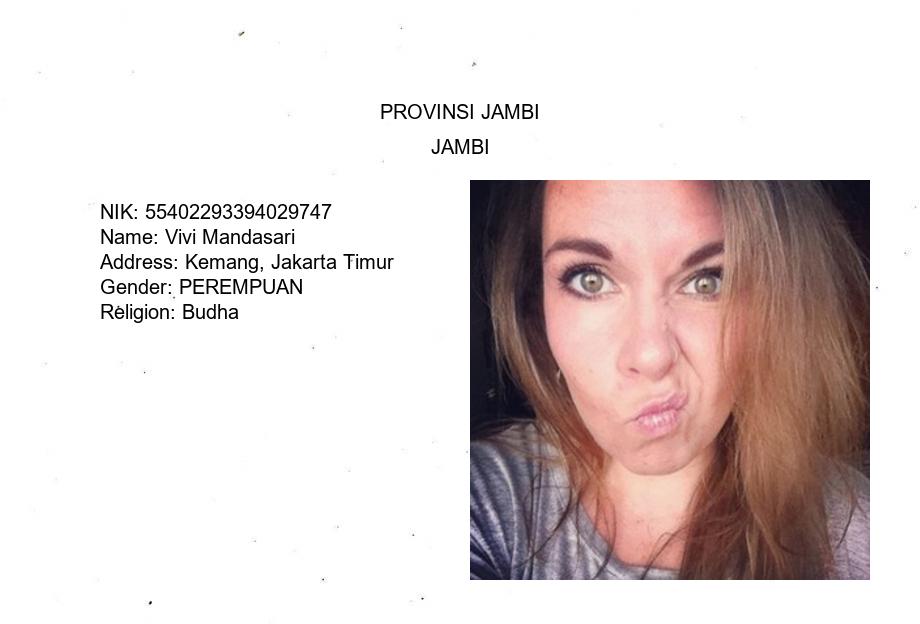 PROVINSI JAMBI
JAMBI
NIK: 55402293394029747
Name: Vivi Mandasari
Address: Kemang, Jakarta Timur
Gender: PEREMPUAN
Religion: Budha